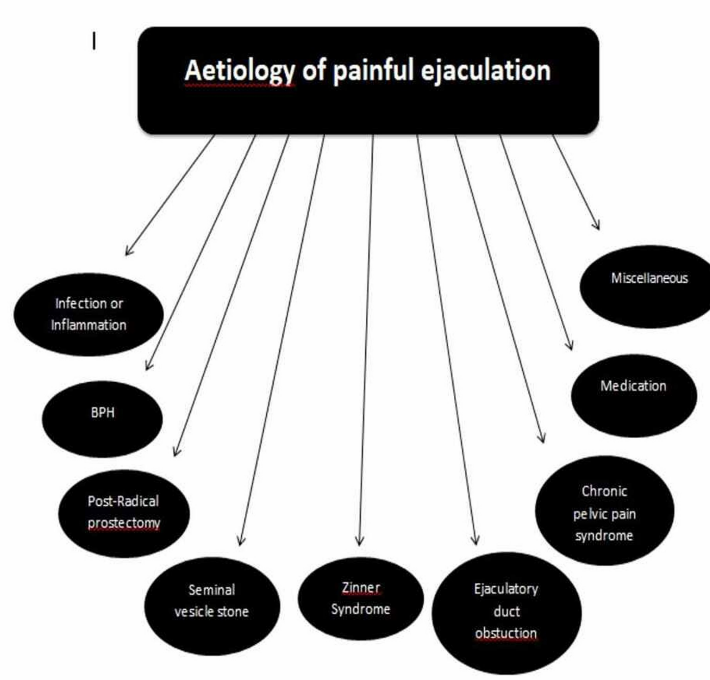 Aetiology of painful ejaculation
Infection or
Inflammation
BPH
Post-Radical
prostectomy
Seminal
vesicle stone
Zinner
Syndrome
Ejaculatory
duct
obstuction
Chronic
pelvic pain
syndrome
Medication
Miscellaneous